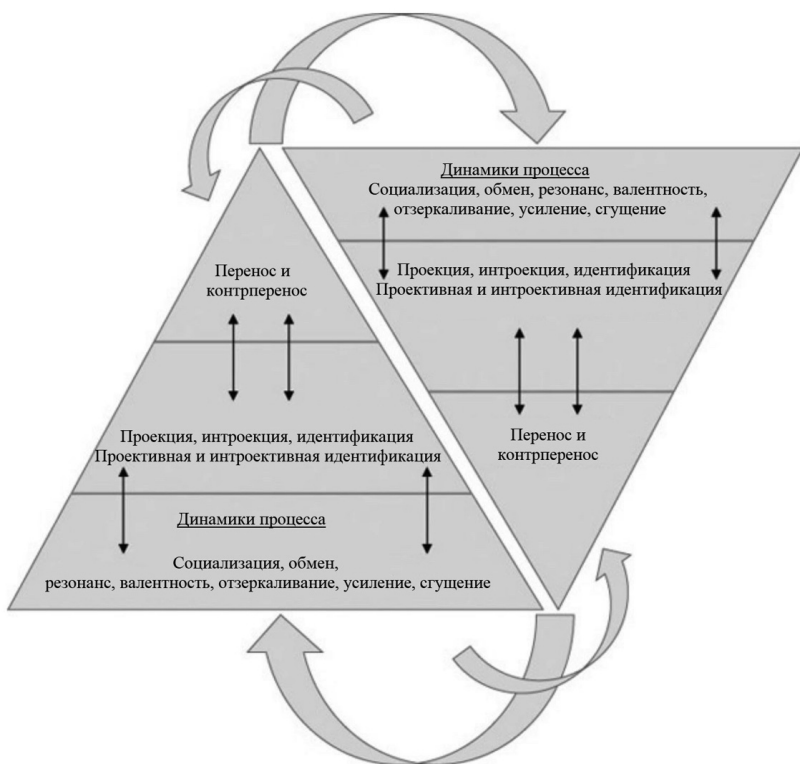 Динамики процесса
Социализация, обмен, резонанс, валентность,
отзеркаливание, усиление, сгущение
Проекция, интроекция, идентификация
Проективная и интроективная идентификация
Перенос и
контрперенос
Перенос и
контрперенос
Проекция, интроекция, идентификация
Проективная и интроективная идентификация
Динамики процесса
Социализация, обмен,
резонанс, валентность, отзеркаливание, усиление, сгущение